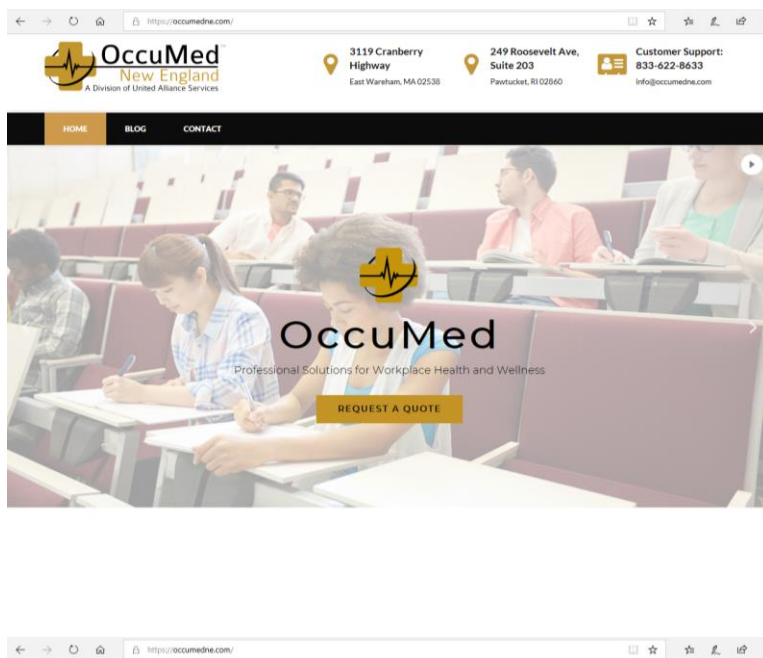 https://occumedne.com/
OccuMed™
New England
A Division of United Alliance Services
3119 Cranberry
Highway
East Wareham, MA 02538
249 Roosevelt Ave,
Suite 203
Pawtucket, RI 02860
Customer Support:
833-622-8633
info@occumedne.com
HOME BLOG CONTACT
OccuMed
Professional Solutions for Workplace Health and Wellness
REQUEST A QUOTE
https://occumedne.com/